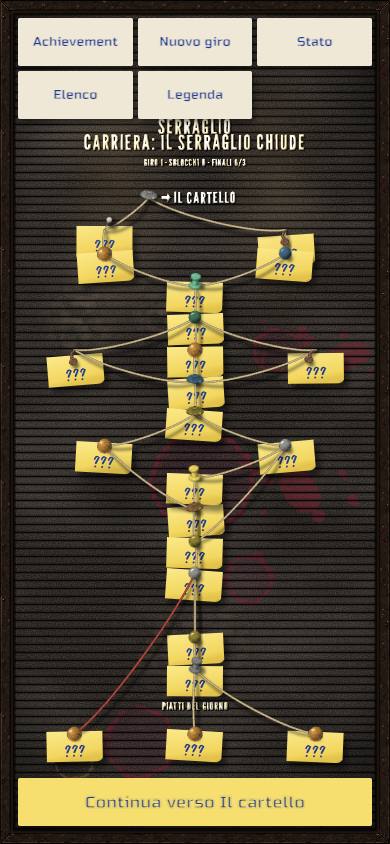 Achievement
Nuovo giro
Stato
Elenco
Legenda
SERRAGLIO
CARRIERA: IL SERRAGLIO CHIUDE
GIRO 1 · SBLOCCHI 0 · FINALI 0/3
➞ IL CARTELLO
???
??? ???
???
???
???
??? ???
???
???
??? ???
???
???
???
???
???
???
PIATTI DEL GIORNO
??? ??? ???
Continua verso Il cartello